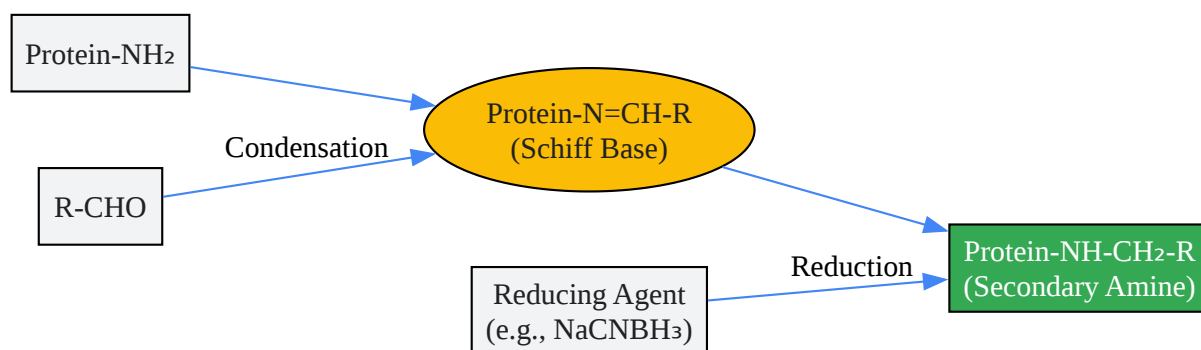 Protein-NH₂
Condensation
R-CHO
Protein-N=CH-R
(Schiff Base)
Reducing Agent
(e.g., NaCNBH₃)
Reduction
Protein-NH-CH₂-R
(Secondary Amine)